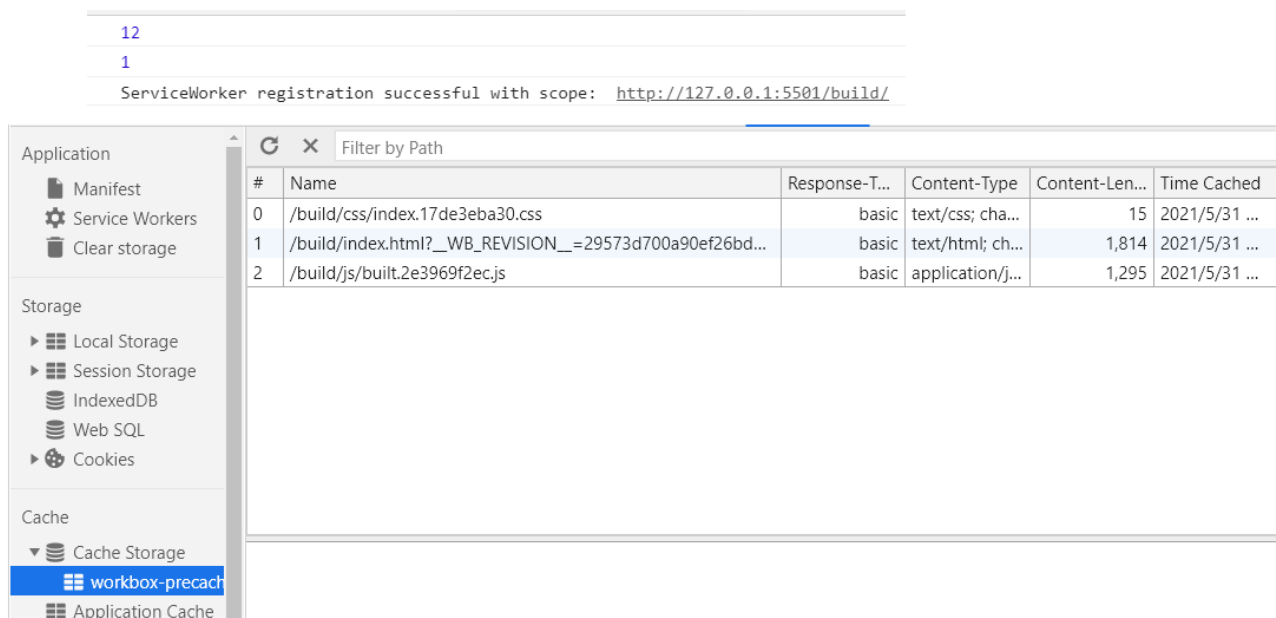 12
1
ServiceWorker registration successful with scope: http://127.0.0.1:5501/build/
Application
Manifest
Service Workers
Clear storage
Storage
Local Storage
Session Storage
IndexedDB
Web SQL
Cookies
Cache
Cache Storage
workbox-precach
Application Cache
Filter by Path
# Name Response-T... Content-Type Content-Len... Time Cached
0 /build/css/index.17de3eba30.css basic text/css; cha... 15 2021/5/31 ...
1 /build/index.html?__WB_REVISION__=29573d700a90ef26bd... basic text/html; ch... 1,814 2021/5/31 ...
2 /build/js/built.2e3969f2ec.js basic application/j... 1,295 2021/5/31 ...